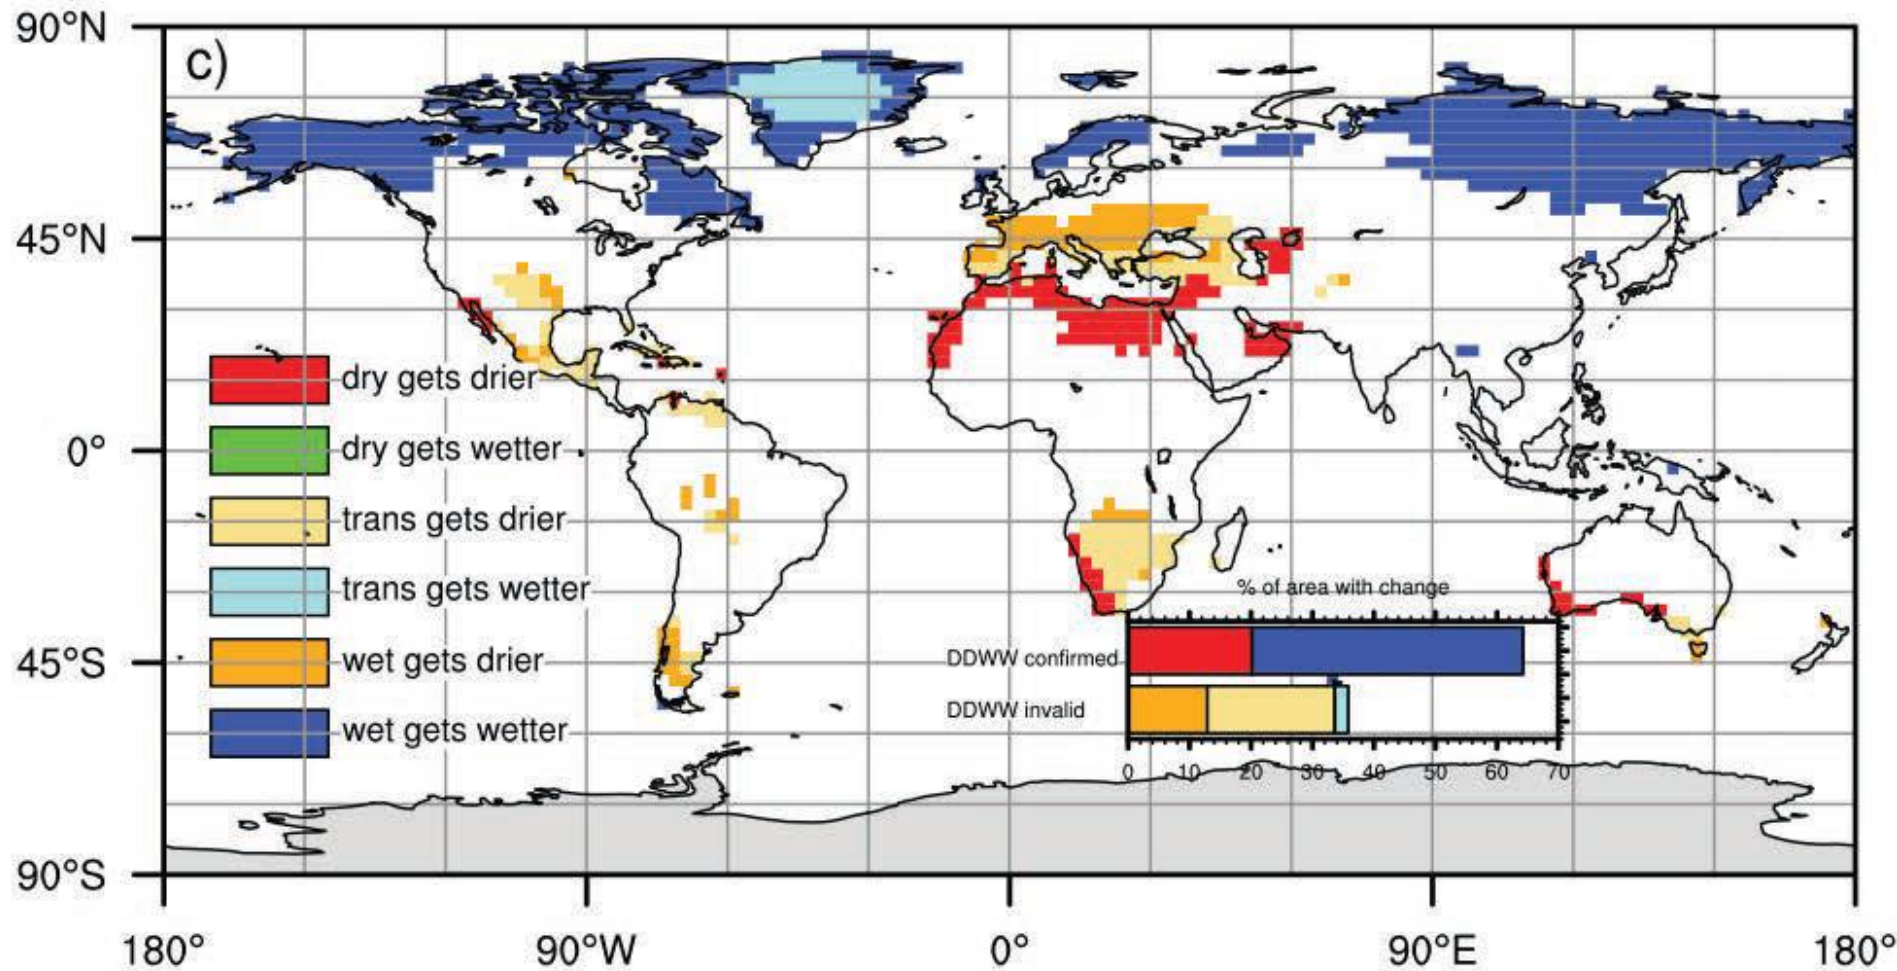 90°N
c)
45°N
dry gets drier
dry gets wetter
0°
trans gets drier
trans gets wetter
% of area with change
wet gets drier
45°S
DDWW confirmed
DDWW invalid
wet gets wetter
0 10 20 30 40 50 60 70
90°S
180° 90°W 0° 90°E 180°